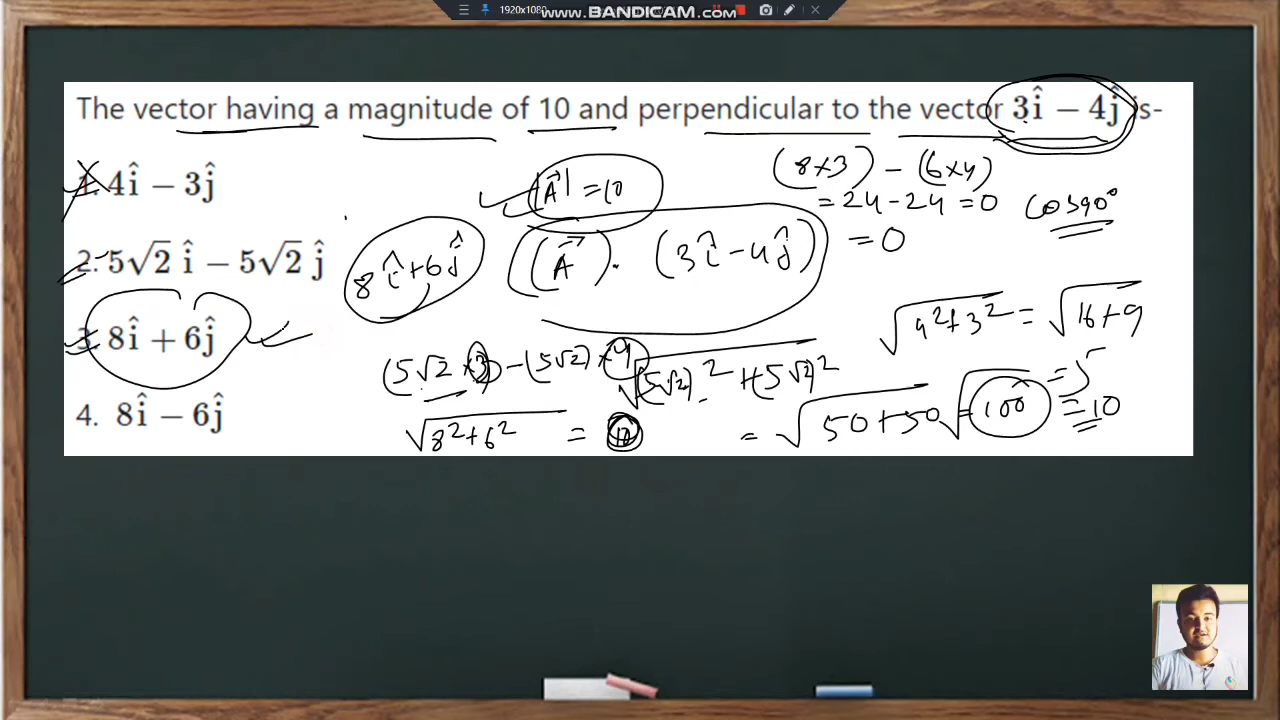 1920x1080
www.BANDICAM.com
The vector having a magnitude of 10 and perpendicular to the vector 3î − 4ĵ is-
1. 4î − 3ĵ
2. 5√2 î − 5√2 ĵ
3. 8î + 6ĵ
4. 8î − 6ĵ
|A⃗| = 10
(8×3) − (6×4)
= 24 − 24 = 0
cos90°
8î + 6ĵ
(A⃗) · (3î − 4ĵ) = 0
√4²+3² = √16+9
= 5
(5√2 × 3) − (5√2) × 4
√(5√2)² + (5√2)²
= √50+50 = √100 = 10
√8²+6² = 10